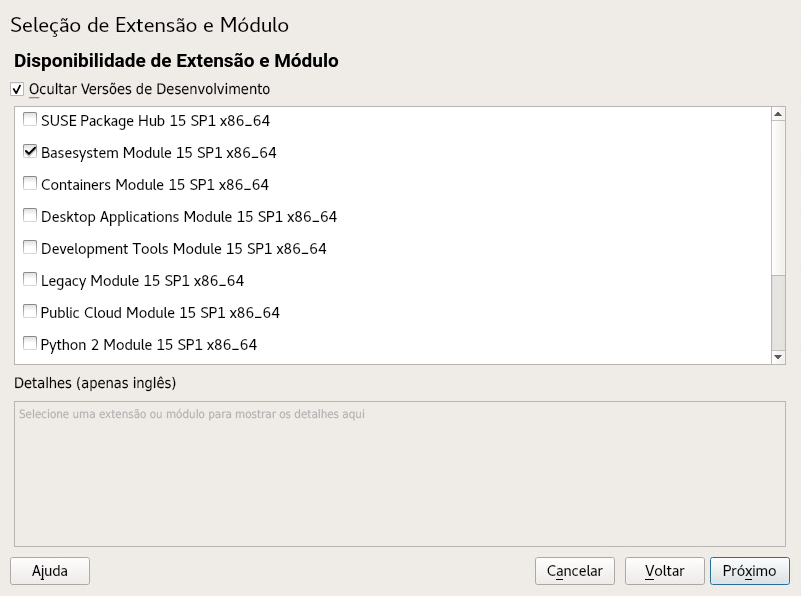 Seleção de Extensão e Módulo
Disponibilidade de Extensão e Módulo
Ocultar Versões de Desenvolvimento
SUSE Package Hub 15 SP1 x86_64
Basesystem Module 15 SP1 x86_64
Containers Module 15 SP1 x86_64
Desktop Applications Module 15 SP1 x86_64
Development Tools Module 15 SP1 x86_64
Legacy Module 15 SP1 x86_64
Public Cloud Module 15 SP1 x86_64
Python 2 Module 15 SP1 x86_64
Detalhes (apenas inglês)
Selecione uma extensão ou módulo para mostrar os detalhes aqui
Ajuda Cancelar Voltar Próximo